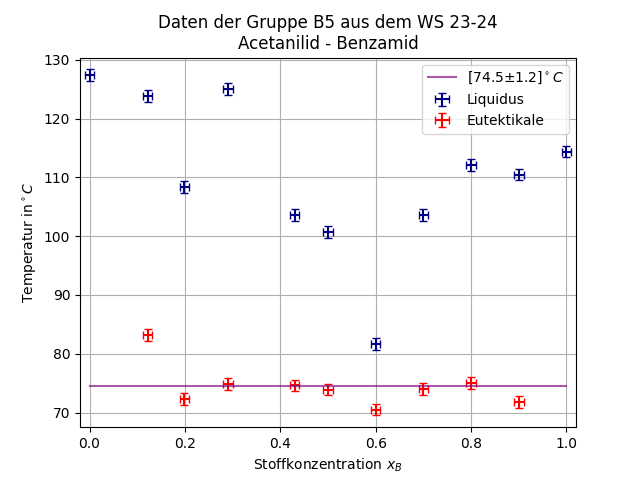 Daten der Gruppe B5 aus dem WS 23-24
Acetanilid - Benzamid
[74.5±1.2]°C
Liquidus
Eutektikale
Temperatur in °C
130
120
110
100
90
80
70
0.0 0.2 0.4 0.6 0.8 1.0
Stoffkonzentration x_B